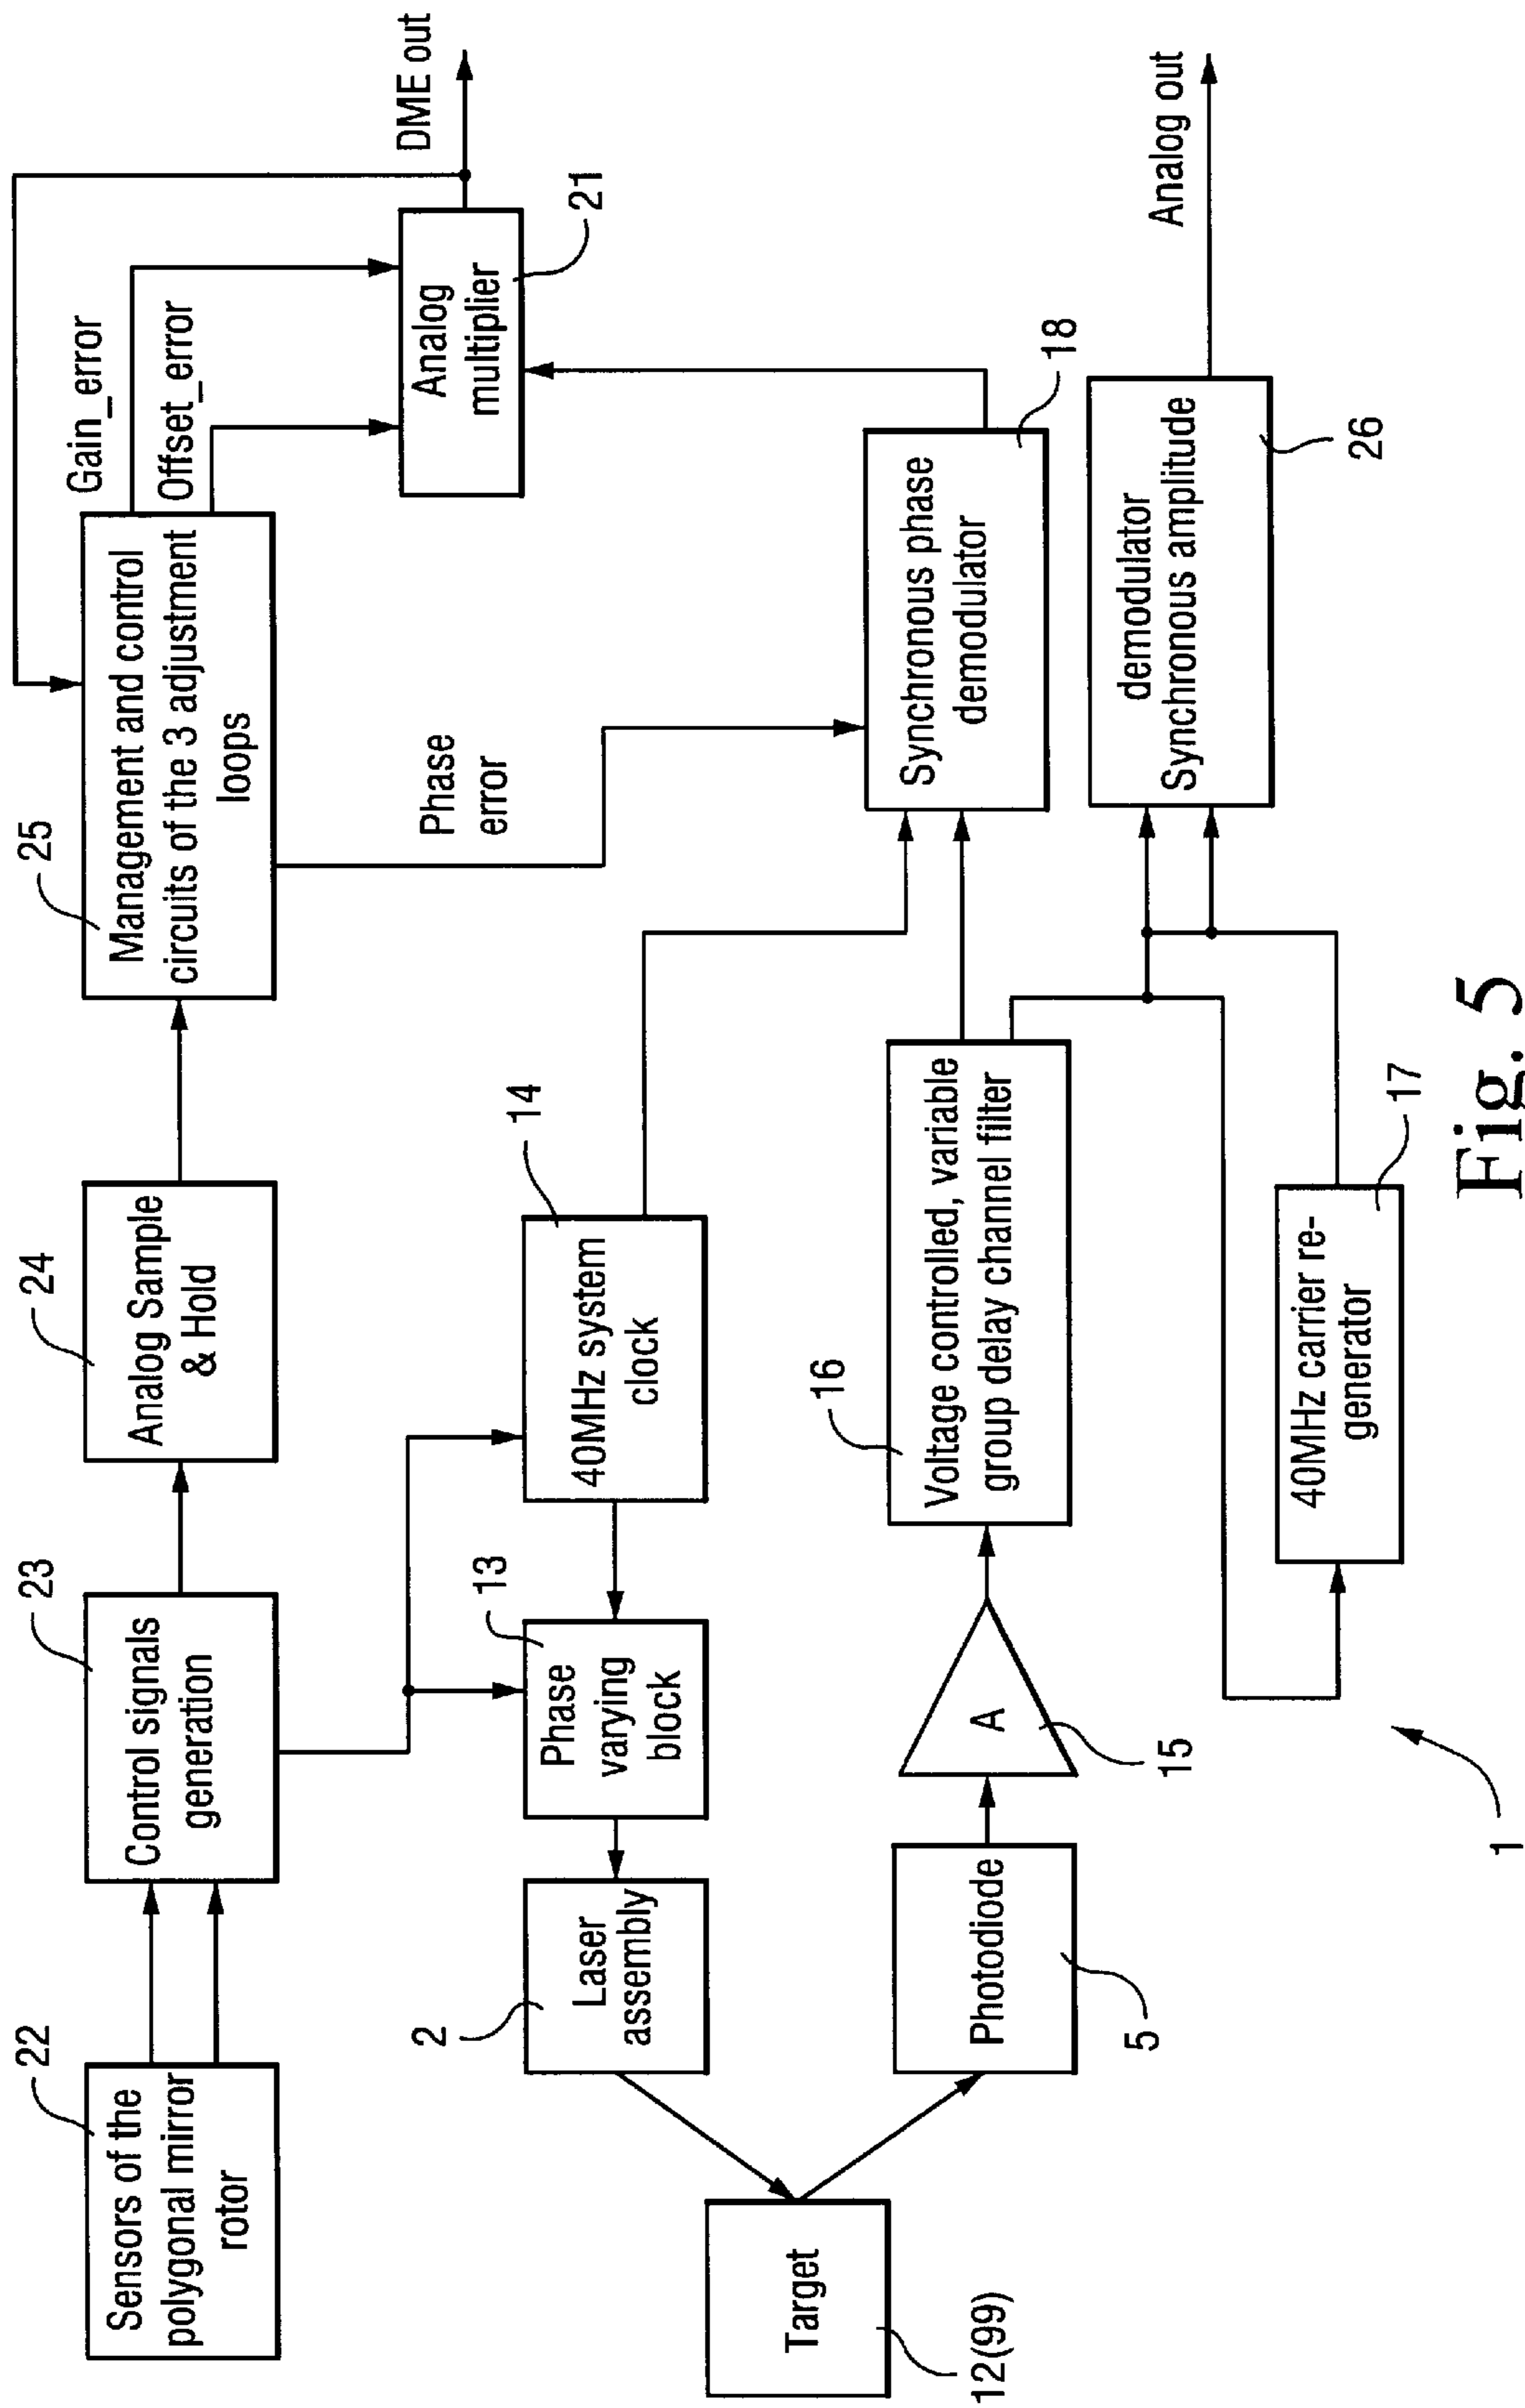 22
Sensors of the
polygonal mirror
rotor
23
Control signals
generation
24
Analog Sample
& Hold
25
Management and control
circuits of the 3 adjustment
loops
Gain_error
Offset_error
DME out
Analog
multiplier
21
Phase
error
2
Laser
assembly
13
Phase
varying
block
14
40MHz system
clock
Target
12(99)
Photodiode
5
A
15
16
Voltage controlled, variable
group delay channel filter
Synchronous phase
demodulator
18
demodulator
Synchronous amplitude
26
Analog out
40MHz carrier re-
generator
17
1
Fig. 5